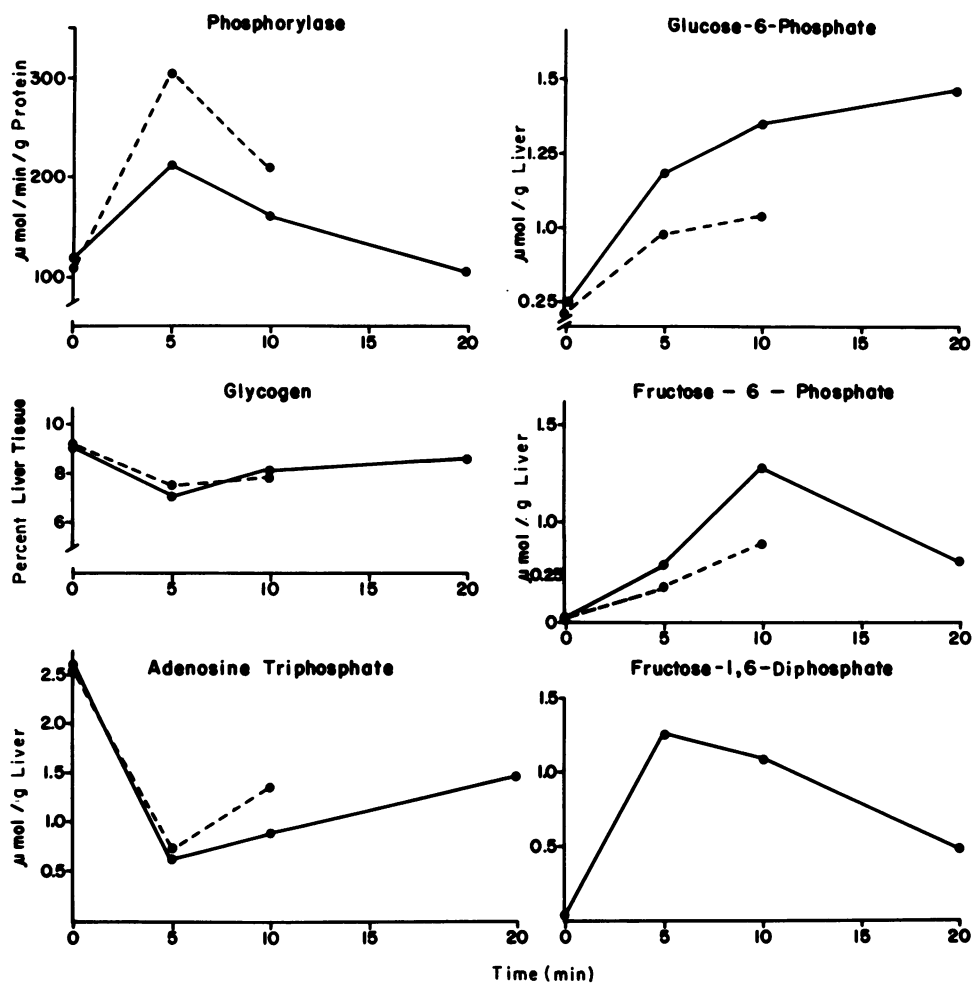 Phosphorylase
µmol/min/g Protein
300
200
100
0 5 10 15 20
Glucose-6-Phosphate
µmol/g Liver
1.5
1.25
1.0
0.25
0 5 10 15 20
Glycogen
Percent Liver Tissue
10
8
6
0 5 10 15 20
Fructose - 6 - Phosphate
µmol/g Liver
1.5
1.0
0.25
0
0 5 10 15 20
Adenosine Triphosphate
µmol/g Liver
2.5
2.0
1.5
1.0
0.5
0 5 10 15 20
Fructose-1,6-Diphosphate
1.5
1.0
0.5
0 5 10 15 20
Time (min)